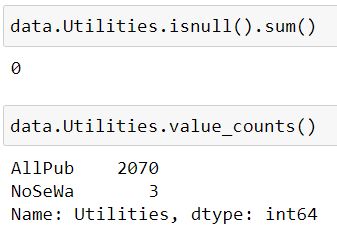 data.Utilities.isnull().sum()
0
data.Utilities.value_counts()
AllPub    2070
NoSeWa       3
Name: Utilities, dtype: int64